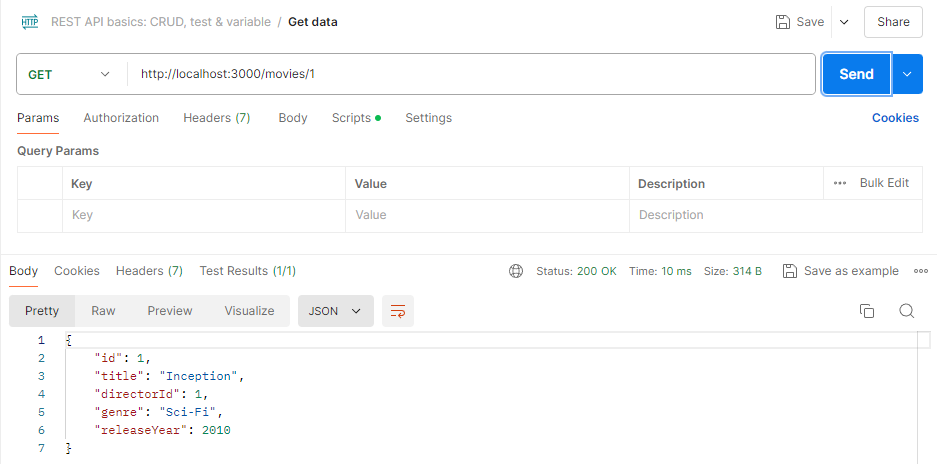 HTTP REST API basics: CRUD, test & variable / Get data Save Share
GET http://localhost:3000/movies/1 Send
Params Authorization Headers (7) Body Scripts Settings Cookies
Query Params
Key Value Description Bulk Edit
Key Value Description
Body Cookies Headers (7) Test Results (1/1) Status: 200 OK Time: 10 ms Size: 314 B Save as example
Pretty Raw Preview Visualize JSON
1 {
2 "id": 1,
3 "title": "Inception",
4 "directorId": 1,
5 "genre": "Sci-Fi",
6 "releaseYear": 2010
7 }